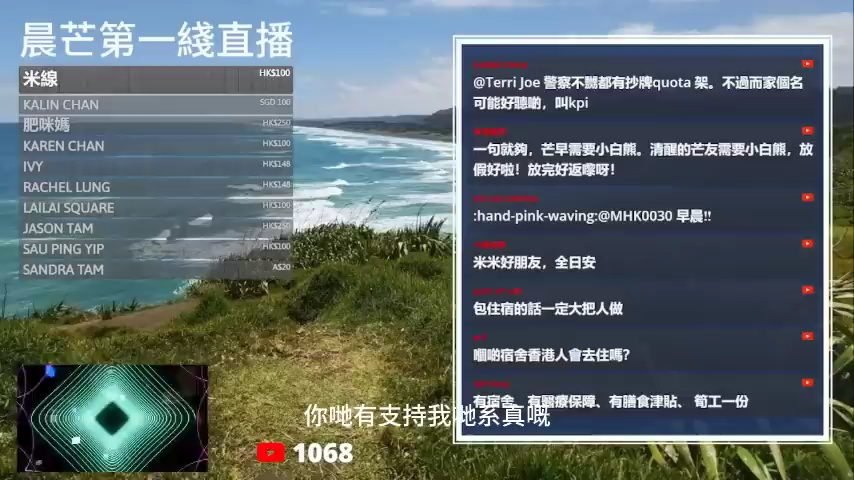 晨芒第一綫直播
米線 HK$100
KALIN CHAN SGD 100
肥咪媽 HK$250
KAREN CHAN HK$100
IVY HK$148
RACHEL LUNG HK$148
LAILAI SQUARE HK$100
JASON TAM HK$250
SAU PING YIP HK$100
SANDRA TAM A$20
@Terri Joe 警察不嬲都有抄牌quota 架。不過而家個名
可能好聽啲，叫kpi
一句就夠，芒早需要小白熊。清醒的芒友需要小白熊，放
假好啦！放完好返嚟呀！
:hand-pink-waving:@MHK0030 早晨!!
米米好朋友，全日安
包住宿的話一定大把人做
嗰啲宿舍香港人會去住嗎?
有宿舍、有醫療保障、有膳食津貼、 筍工一份
你哋有支持我哋系真嘅
1068